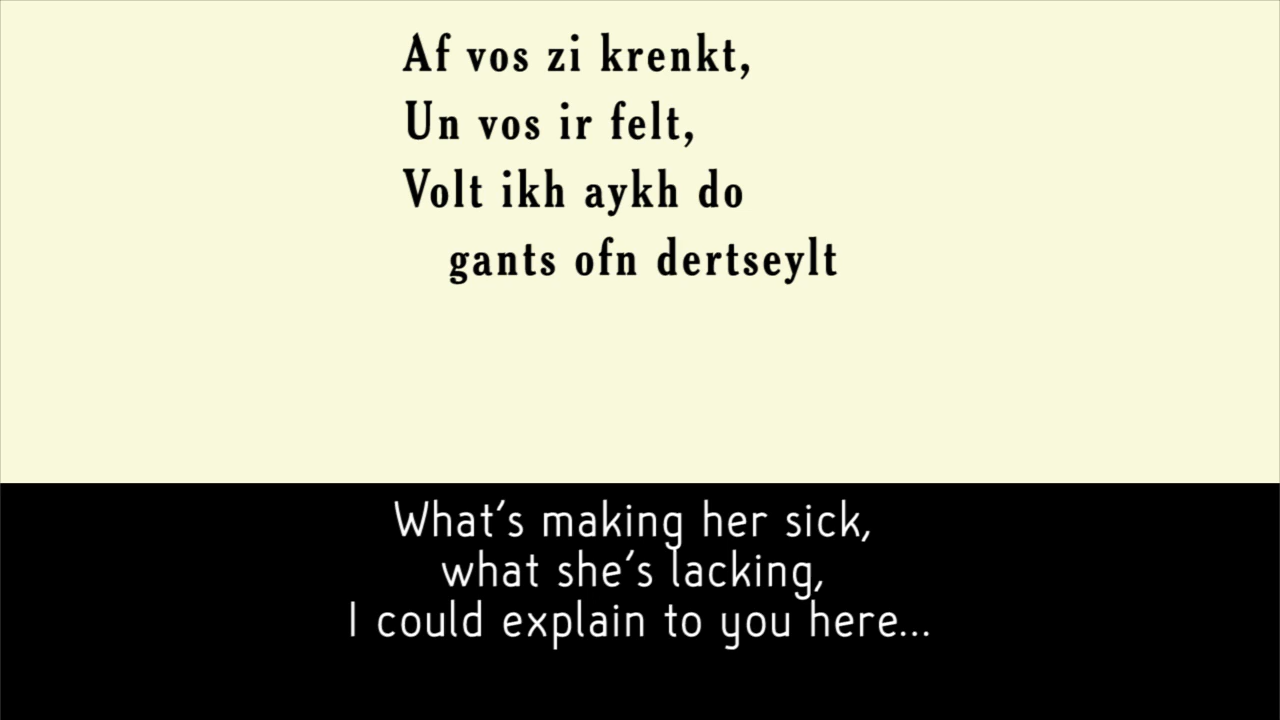 Af vos zi krenkt,
Un vos ir felt,
Volt ikh aykh do
gants ofn dertseylt
What's making her sick,
what she's lacking,
I could explain to you here...